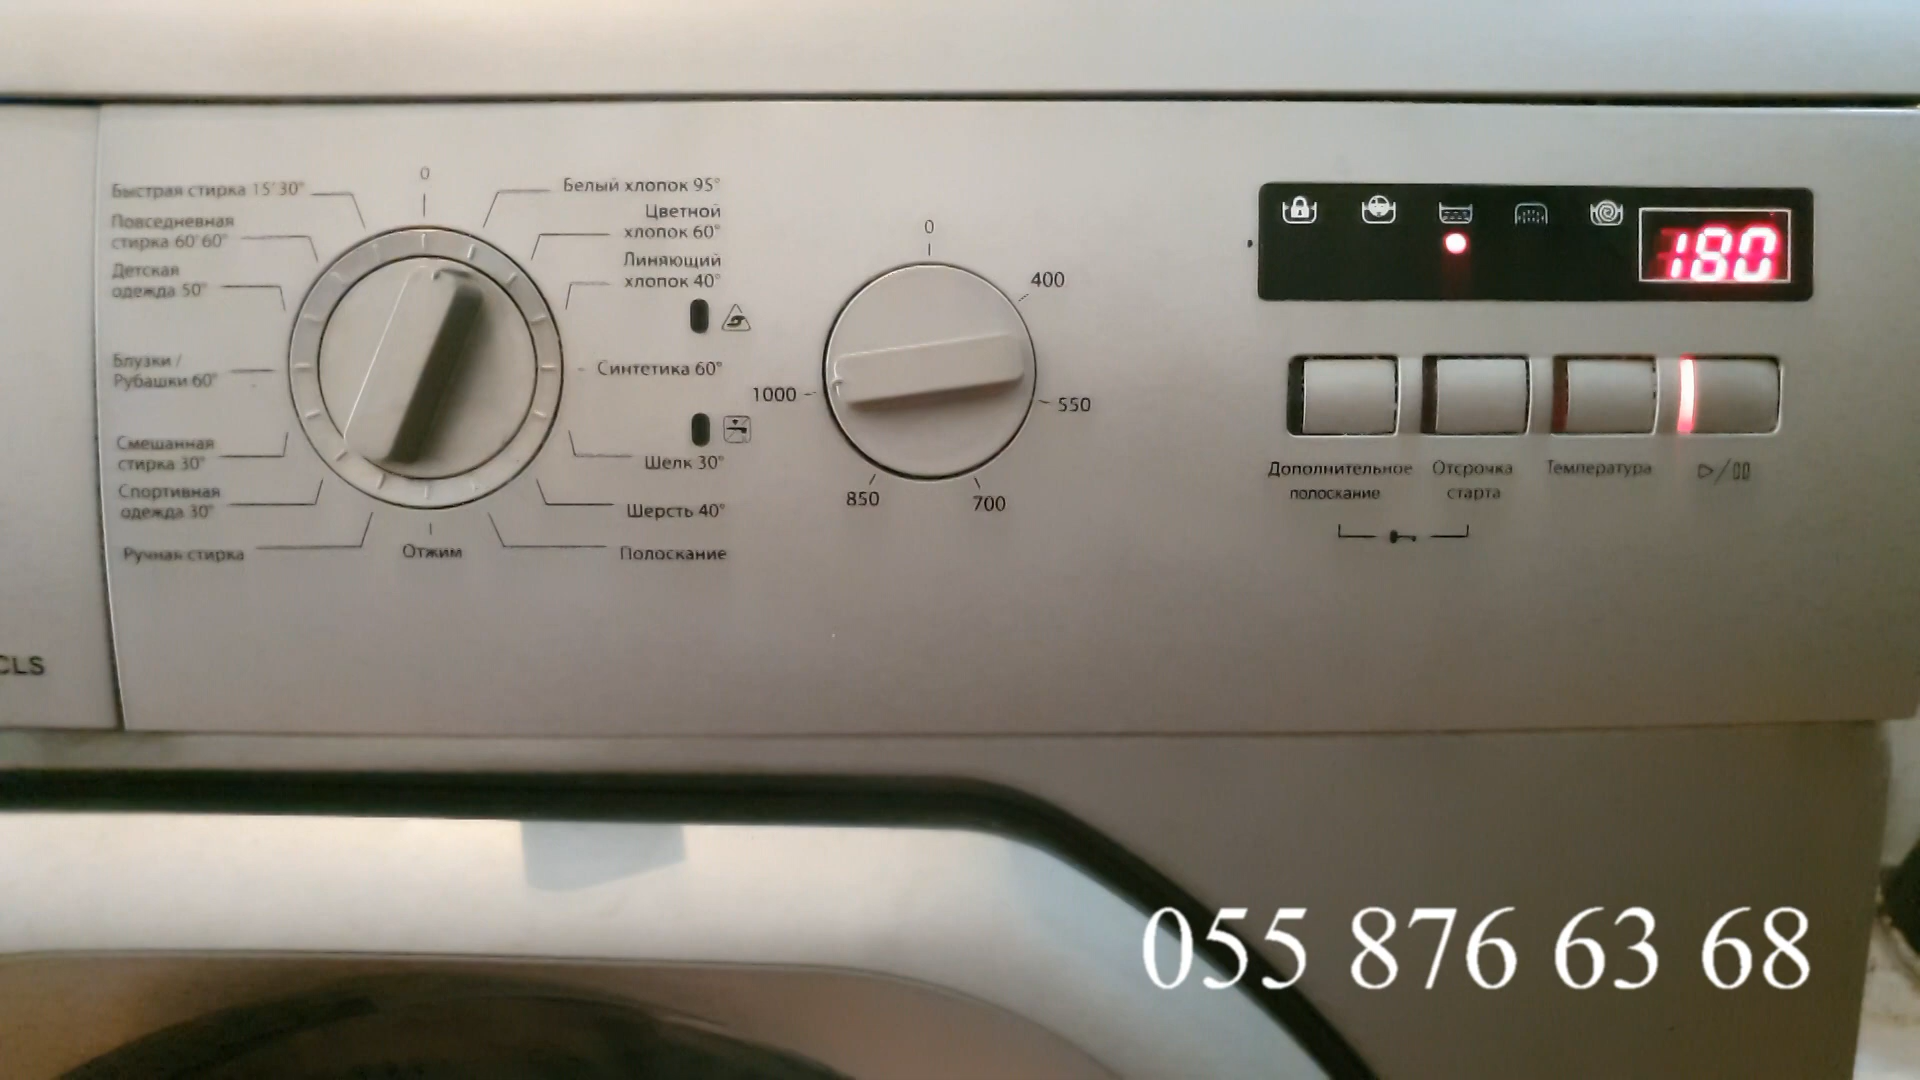 0
Быстрая стирка 15'30°
Повседневная
стирка 60'60°
Детская
одежда 50°
Блузки /
Рубашки 60°
Смешанная
стирка 30°
Спортивная
одежда 30°
Ручная стирка
Отжим
Белый хлопок 95°
Цветной
хлопок 60°
Линяющий
хлопок 40°
Синтетика 60°
Шелк 30°
Шерсть 40°
Полоскание
0
400
550
700
850
1000
180
Дополнительное
полоскание
Отсрочка
старта
Температура
CLS
055 876 63 68